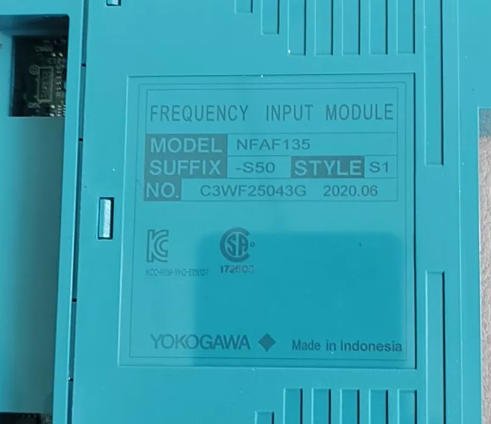 FREQUENCY INPUT MODULE
MODEL NFAF135
SUFFIX -S50 STYLE S1
NO. C3WF25043G 2020.06
YOKOGAWA Made in Indonesia